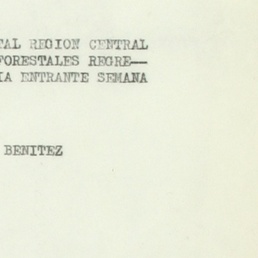 TAL REGION CENTRAL
FORESTALES REGRE—
IA ENTRANTE SEMANA
BENITEZ